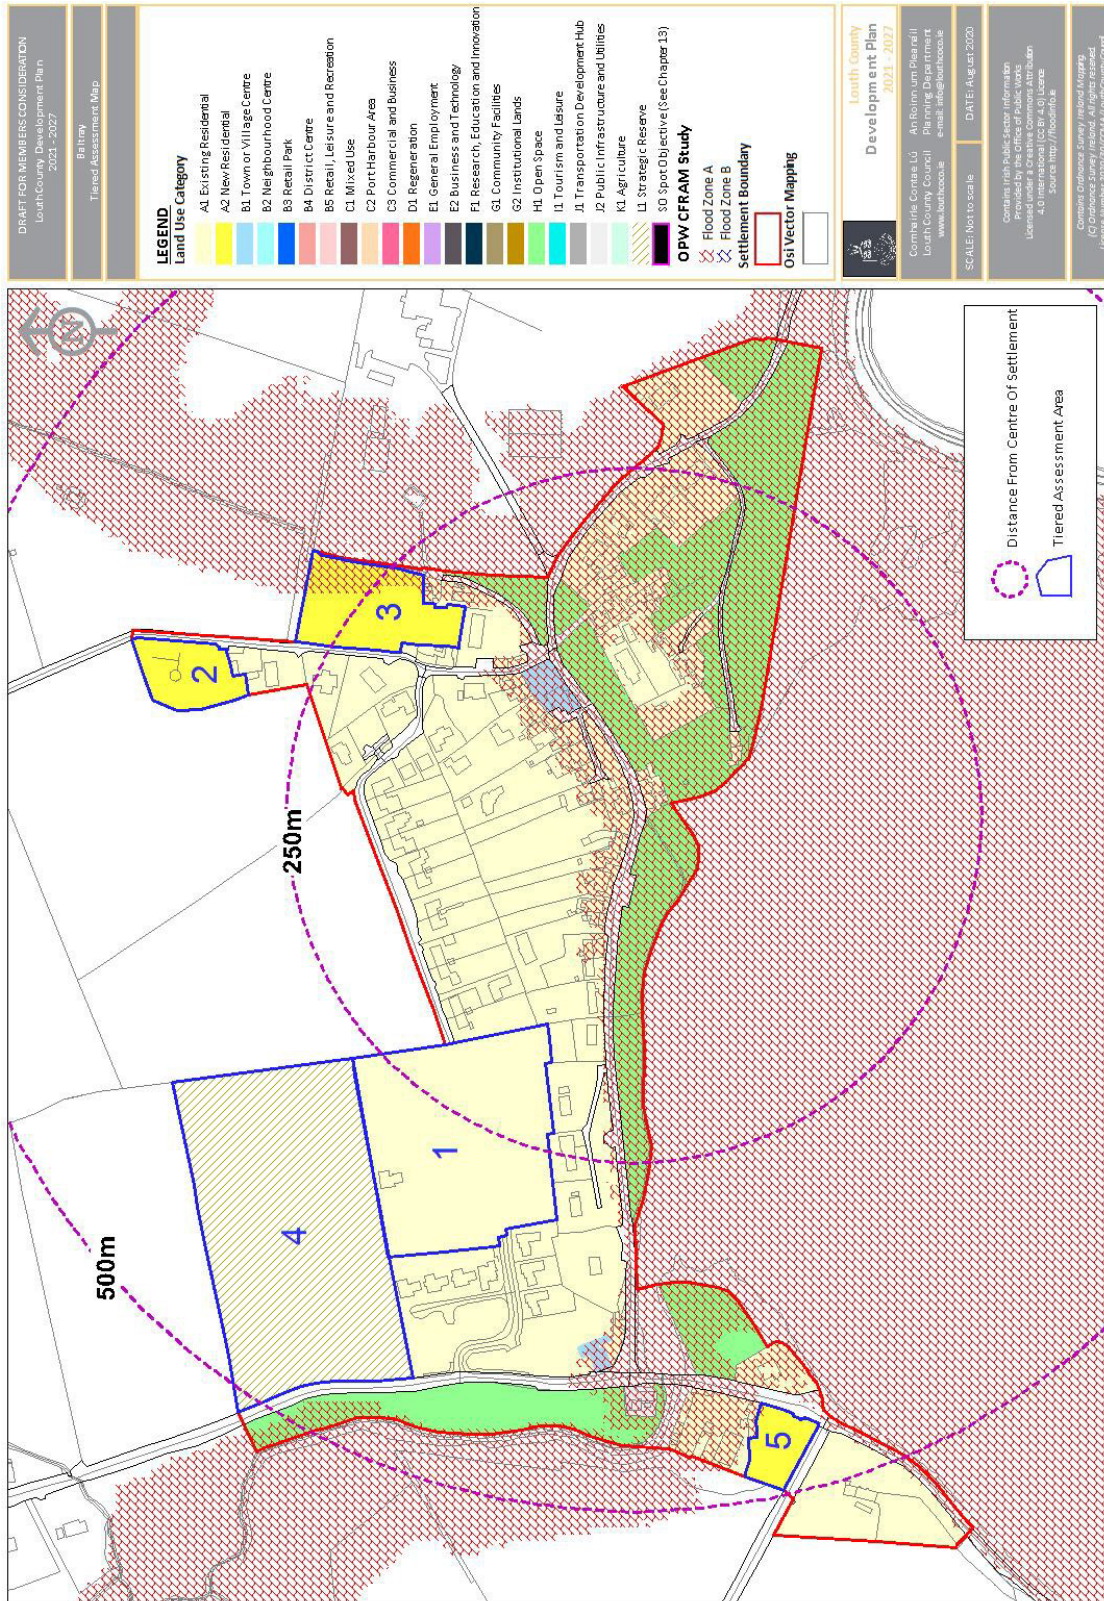 DRAFT FOR MEMBERS CONSIDERATION
Louth County Development Plan
2021 - 2027
Baltray
Tiered Assessment Map
LEGEND
Land Use Category
A1 Existing Residential
A2 New Residential
B1 Town or Village Centre
B2 Neighbourhood Centre
B3 Retail Park
B4 District Centre
B5 Retail, Leisure and Recreation
C1 Mixed Use
C2 Port Harbour Area
C3 Commercial and Business
D1 Regeneration
E1 General Employment
E2 Business and Technology
F1 Research, Education and Innovation
G1 Community Facilities
G2 Institutional Lands
H1 Open Space
I1 Tourism and Leisure
J1 Transportation Development Hub
J2 Public Infrastructure and Utilities
K1 Agriculture
L1 Strategic Reserve
SO Spot Objective (See Chapter 13)
OPW CFRAM Study
Flood Zone A
Flood Zone B
Settlement Boundary
Osi Vector Mapping
Louth County
Development Plan
2021 - 2027
Comhairle Contae Lú
Louth County Council
www.louthcoco.ie
An Roinn um Pleanáil
Planning Department
e-mail: info@louthcoco.ie
SCALE: Not to scale
DATE: August 2020
Contains Irish Public Sector Information
Provided by the Office of Public Works
Licensed under a Creative Commons Attribution
4.0 International (CC BY 4.0) Licence
Source http://floodinfo.ie
Contains Ordnance Survey Ireland Mapping
(C) Ordnance Survey Ireland. All rights reserved.
N
500m
250m
4
1
2
3
5
Distance From Centre Of Settlement
Tiered Assessment Area